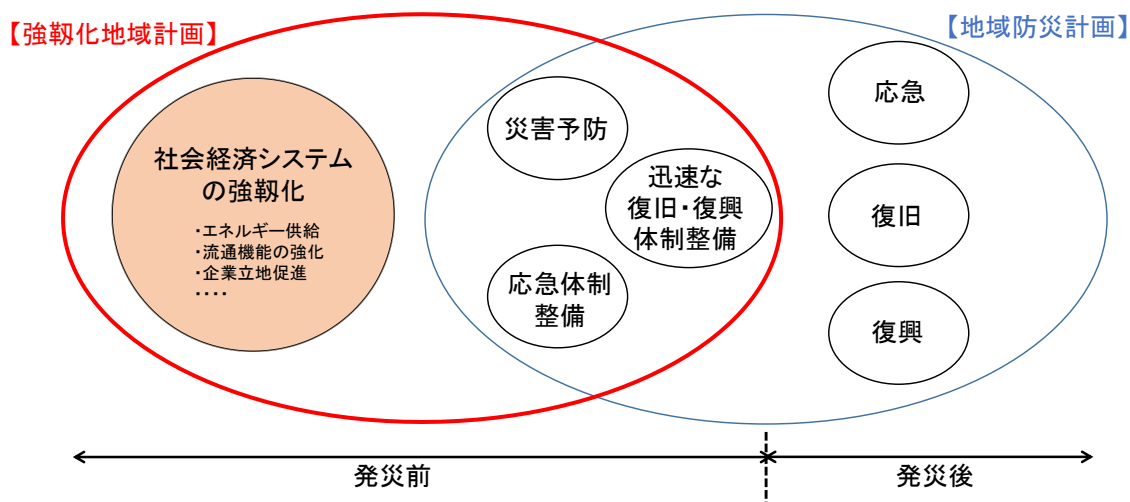 【強靱化地域計画】
【地域防災計画】
社会経済システム
の強靱化
・エネルギー供給
・流通機能の強化
・企業立地促進
・・・・
災害予防
迅速な
復旧・復興
体制整備
応急体制
整備
応急
復旧
復興
発災前
発災後